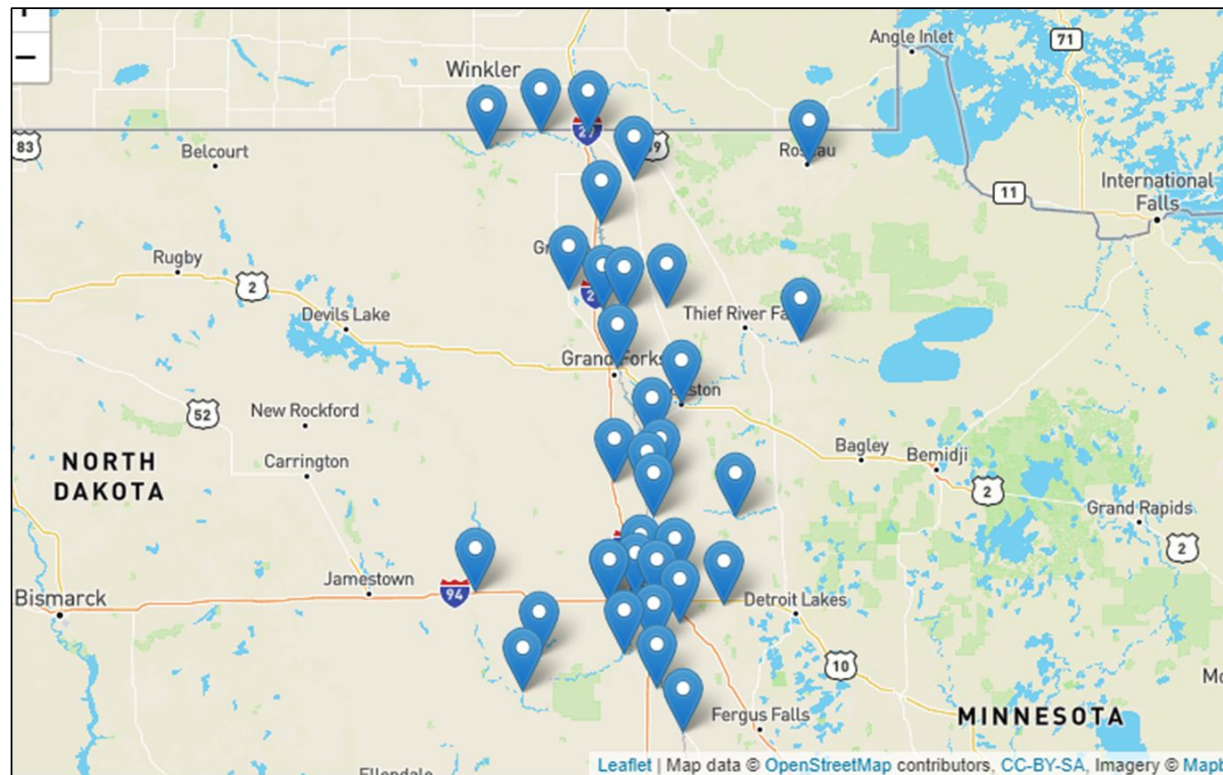 −
Angle Inlet
71
Winkler
83
Belcourt
11
International
Falls
Rugby
2
Devils Lake
Thief River Fa
Grand Forks
52
New Rockford
Bagley
Bemidji
NORTH
DAKOTA
Carrington
2
Grand Rapids
2
Jamestown
94
Bismarck
Detroit Lakes
10
Fergus Falls
MINNESOTA
Leaflet | Map data © OpenStreetMap contributors, CC-BY-SA, Imagery © Mapb